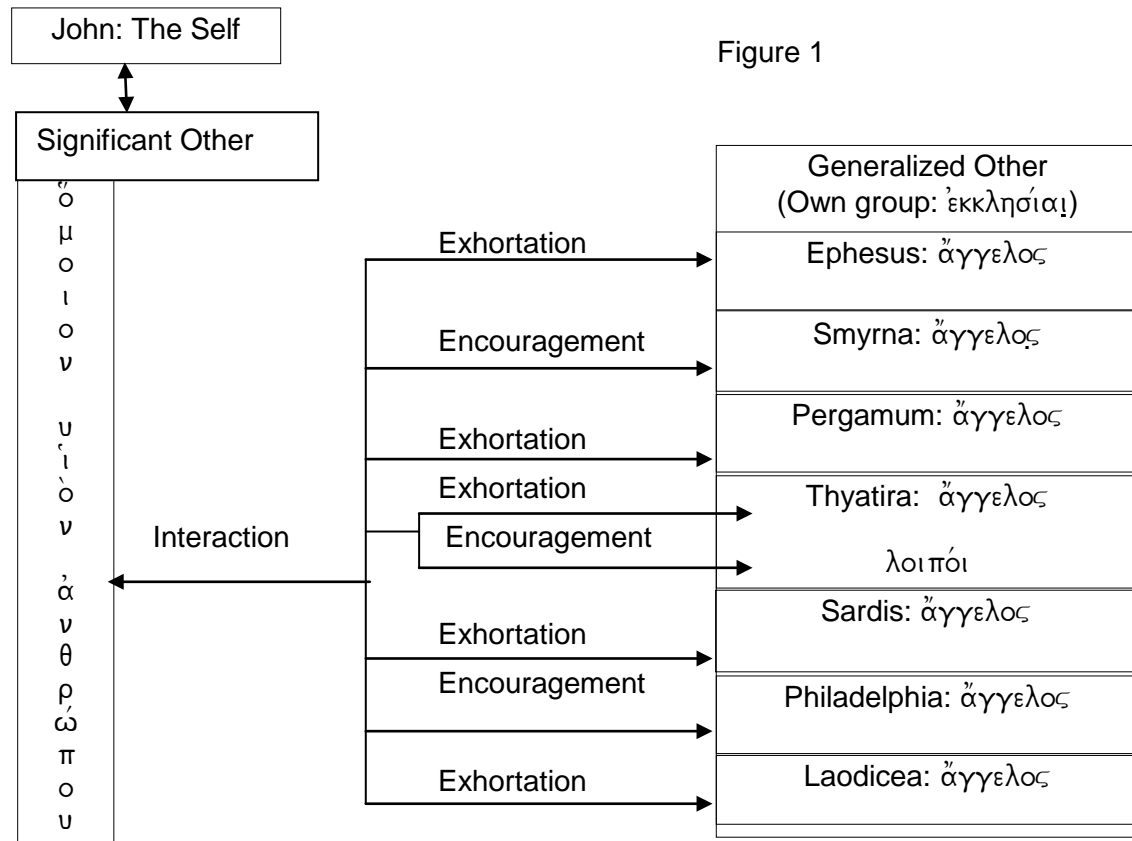 John: The Self
Figure 1
Significant Other
ὅμοιον υἱὸν ἀνθρώπου
Interaction
Generalized Other
(Own group: ἐκκλησίαι)
Exhortation
Ephesus: ἄγγελος
Encouragement
Smyrna: ἄγγελος
Exhortation
Pergamum: ἄγγελος
Exhortation
Thyatira: ἄγγελος
Encouragement
λοιπόι
Exhortation
Sardis: ἄγγελος
Encouragement
Philadelphia: ἄγγελος
Exhortation
Laodicea: ἄγγελος